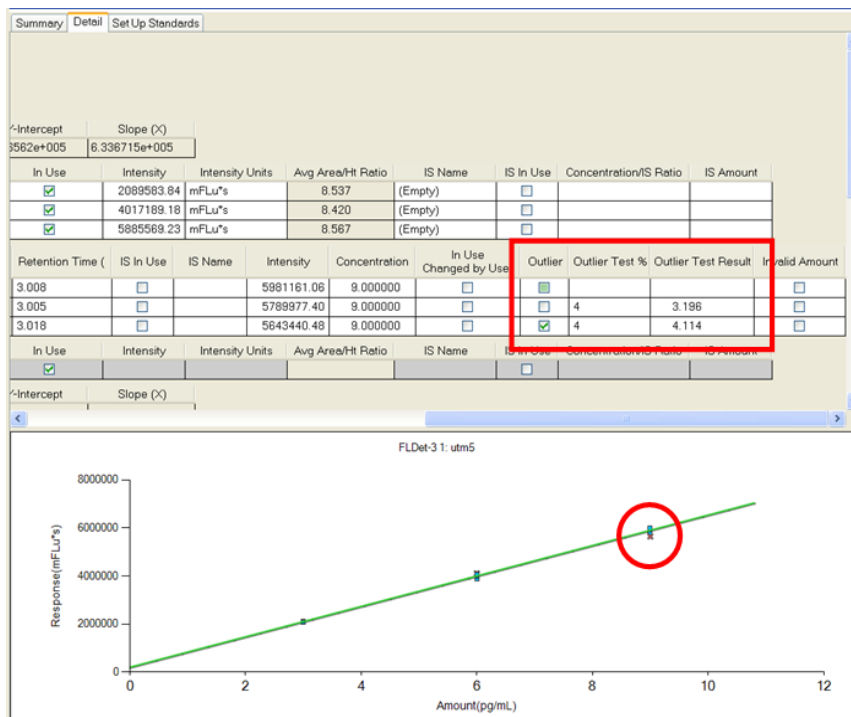 Summary Detail Set Up Standards
Y-Intercept Slope (X)
6562e+005 6.336715e+005
In Use Intensity Intensity Units Avg Area/Ht Ratio IS Name IS In Use Concentration/IS Ratio IS Amount
2089583.84 mFLu*s 8.537 (Empty)
4017189.18 mFLu*s 8.420 (Empty)
5885569.23 mFLu*s 8.567 (Empty)
Retention Time ( IS In Use IS Name Intensity Concentration In Use Changed by Use Outlier Outlier Test % Outlier Test Result Invalid Amount
3.008 5981161.06 9.000000
3.005 5789977.40 9.000000 4 3.196
3.018 5643440.48 9.000000 4 4.114
In Use Intensity Intensity Units Avg Area/Ht Ratio IS Name IS In Use Concentration/IS Ratio IS Amount
Y-Intercept Slope (X)
FLDet-3 1: utm5
8000000
6000000
4000000
2000000
0
Response(mFLu*s)
0 2 4 6 8 10 12
Amount(pg/mL)